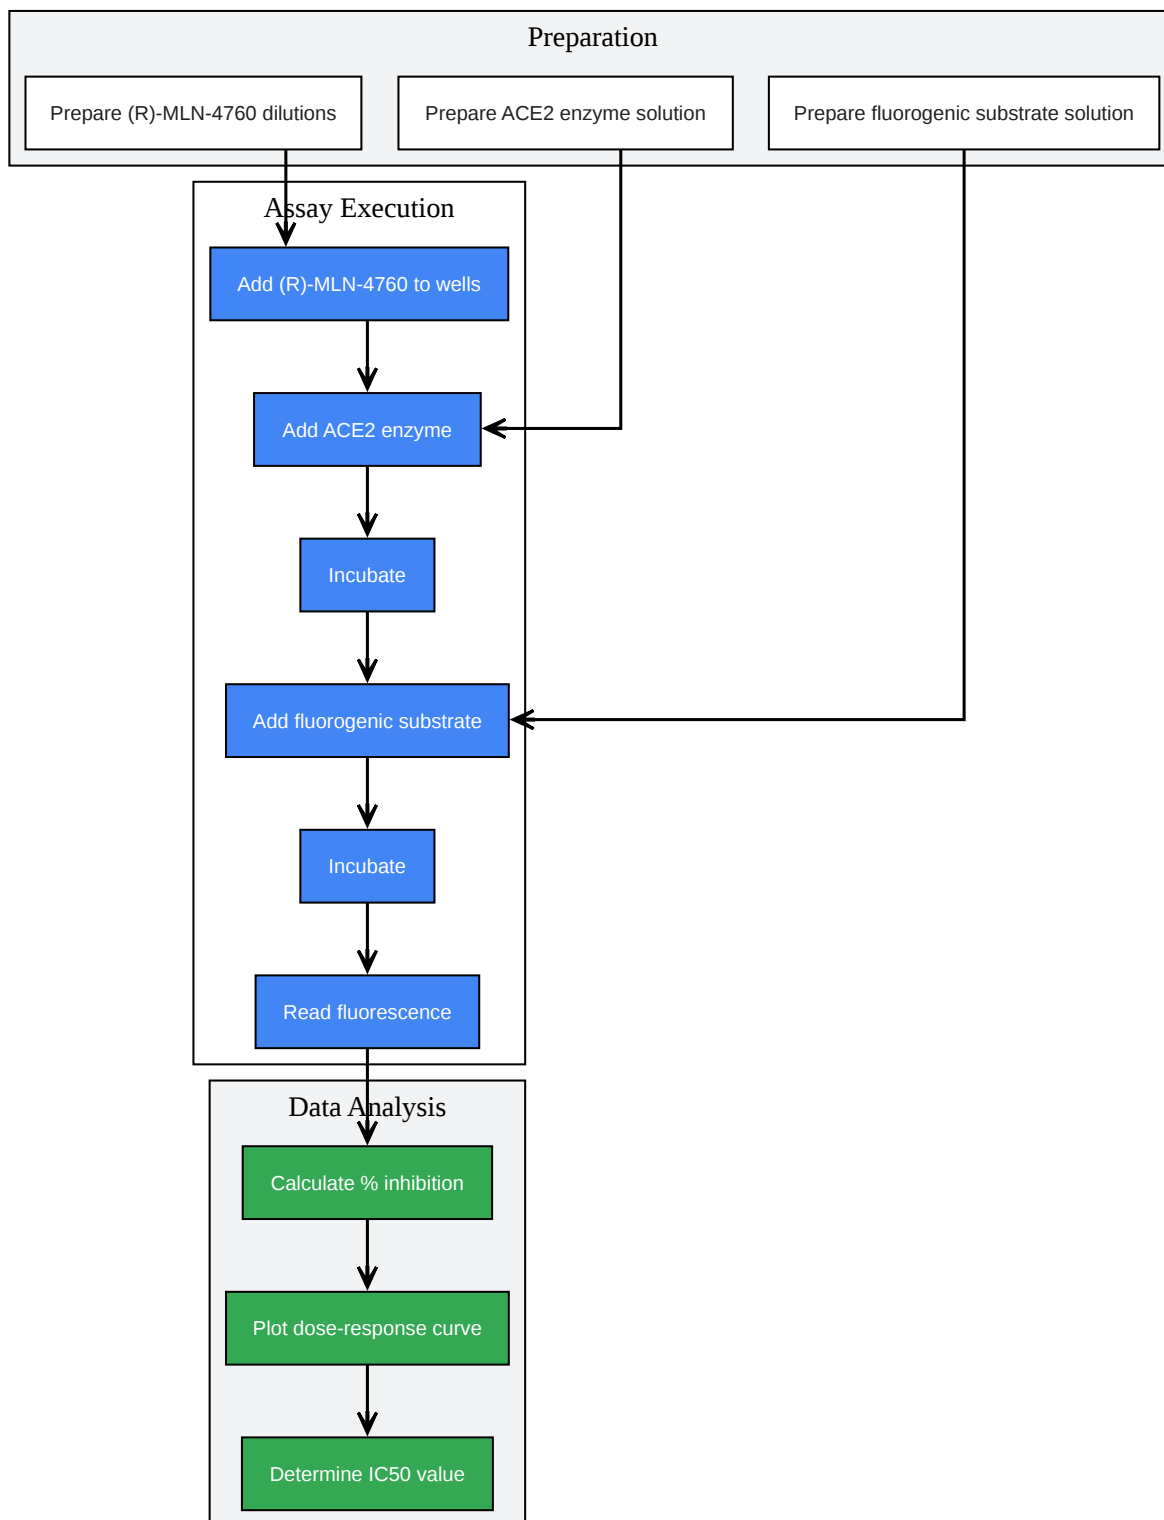 Preparation
Prepare (R)-MLN-4760 dilutions
Prepare ACE2 enzyme solution
Prepare fluorogenic substrate solution
Assay Execution
Add (R)-MLN-4760 to wells
Add ACE2 enzyme
Incubate
Add fluorogenic substrate
Incubate
Read fluorescence
Data Analysis
Calculate % inhibition
Plot dose-response curve
Determine IC50 value